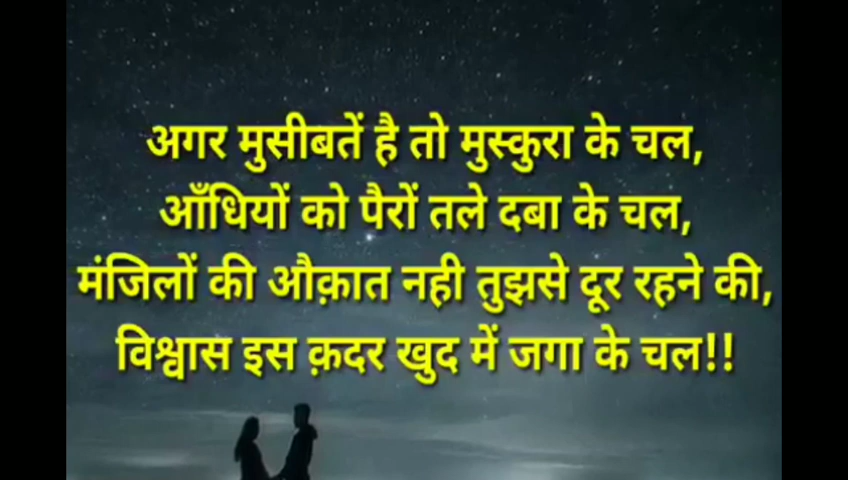 अगर मुसीबतें है तो मुस्कुरा के चल,
आँधियों को पैरों तले दबा के चल,
मंजिलों की औक़ात नही तुझसे दूर रहने की,
विश्वास इस क़दर खुद में जगा के चल!!